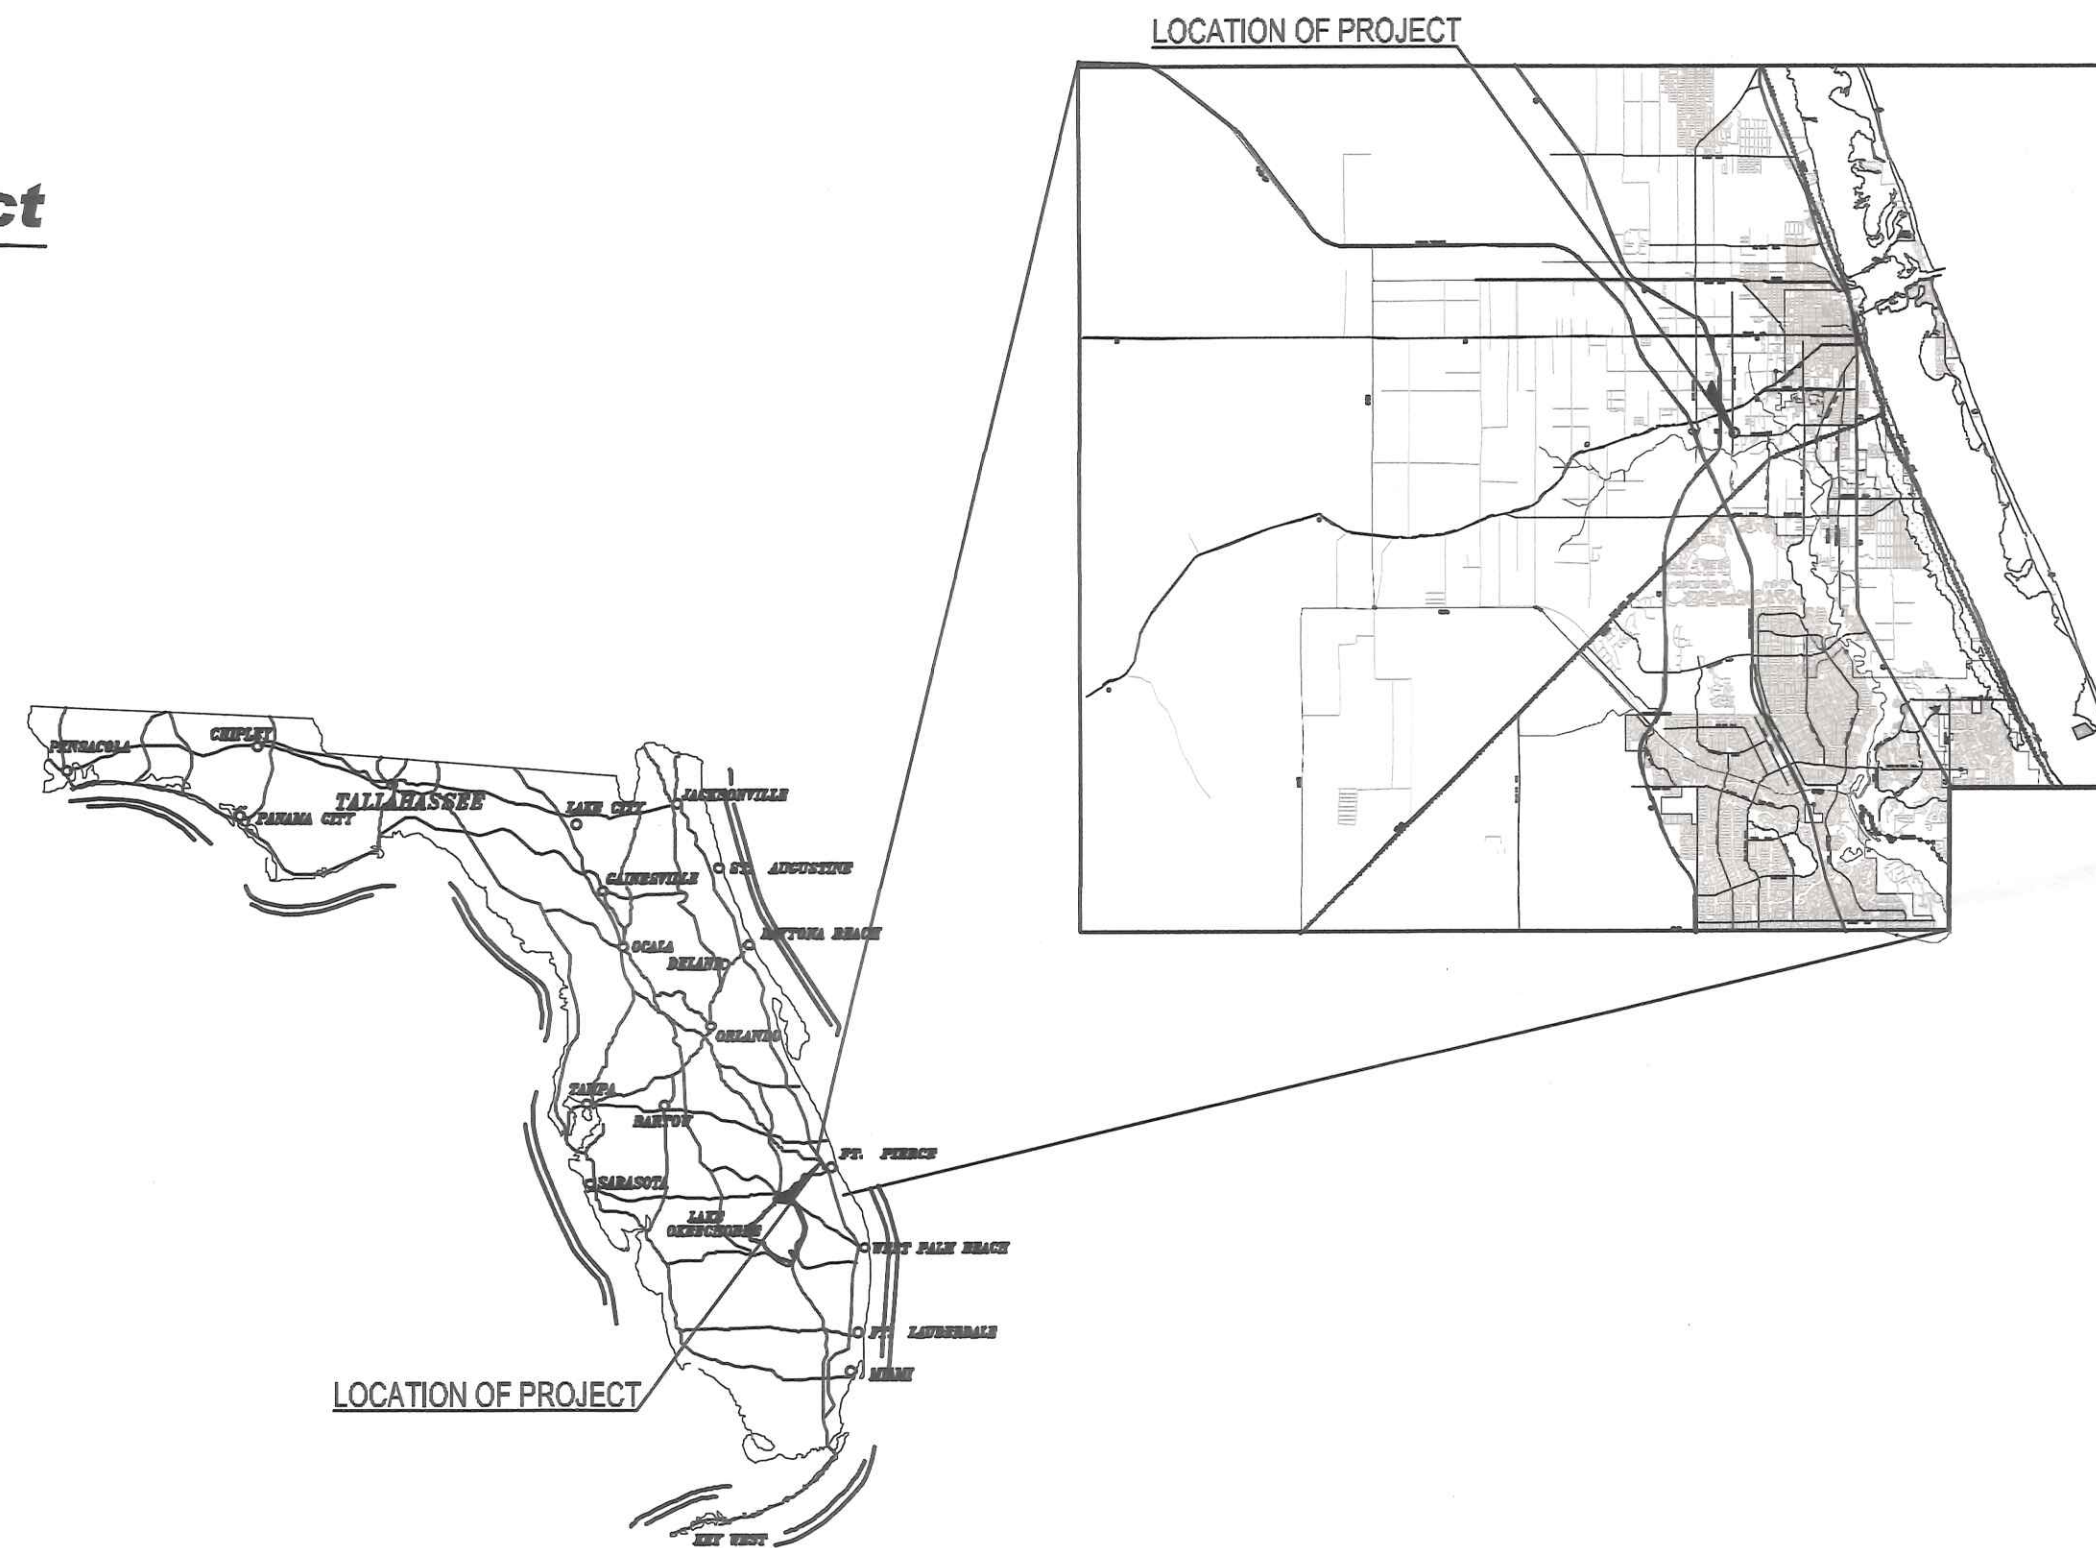 LOCATION OF PROJECT
ct
PENSACOLA
CHIPLEY
TALLAHASSEE
PANAMA CITY
LAKE CITY
JACKSONVILLE
GAINESVILLE
ST. AUGUSTINE
OCALA
DAYTONA BEACH
DELAND
ORLANDO
TAMPA
BARTOW
FT. PIERCE
SARASOTA
LAKE
OKEECHOBEE
WEST PALM BEACH
FT. LAUDERDALE
MIAMI
LOCATION OF PROJECT
KEY WEST